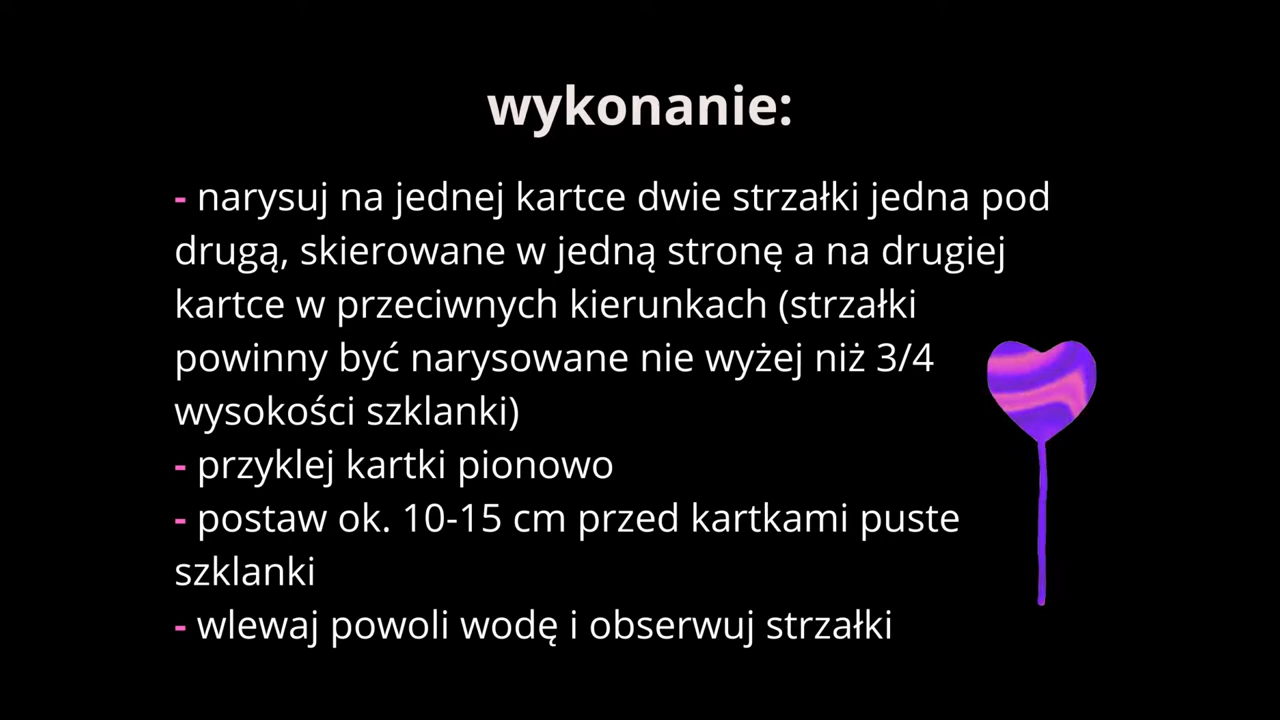 wykonanie:
- narysuj na jednej kartce dwie strzałki jedna pod
drugą, skierowane w jedną stronę a na drugiej
kartce w przeciwnych kierunkach (strzałki
powinny być narysowane nie wyżej niż 3/4
wysokości szklanki)
- przyklej kartki pionowo
- postaw ok. 10-15 cm przed kartkami puste
szklanki
- wlewaj powoli wodę i obserwuj strzałki